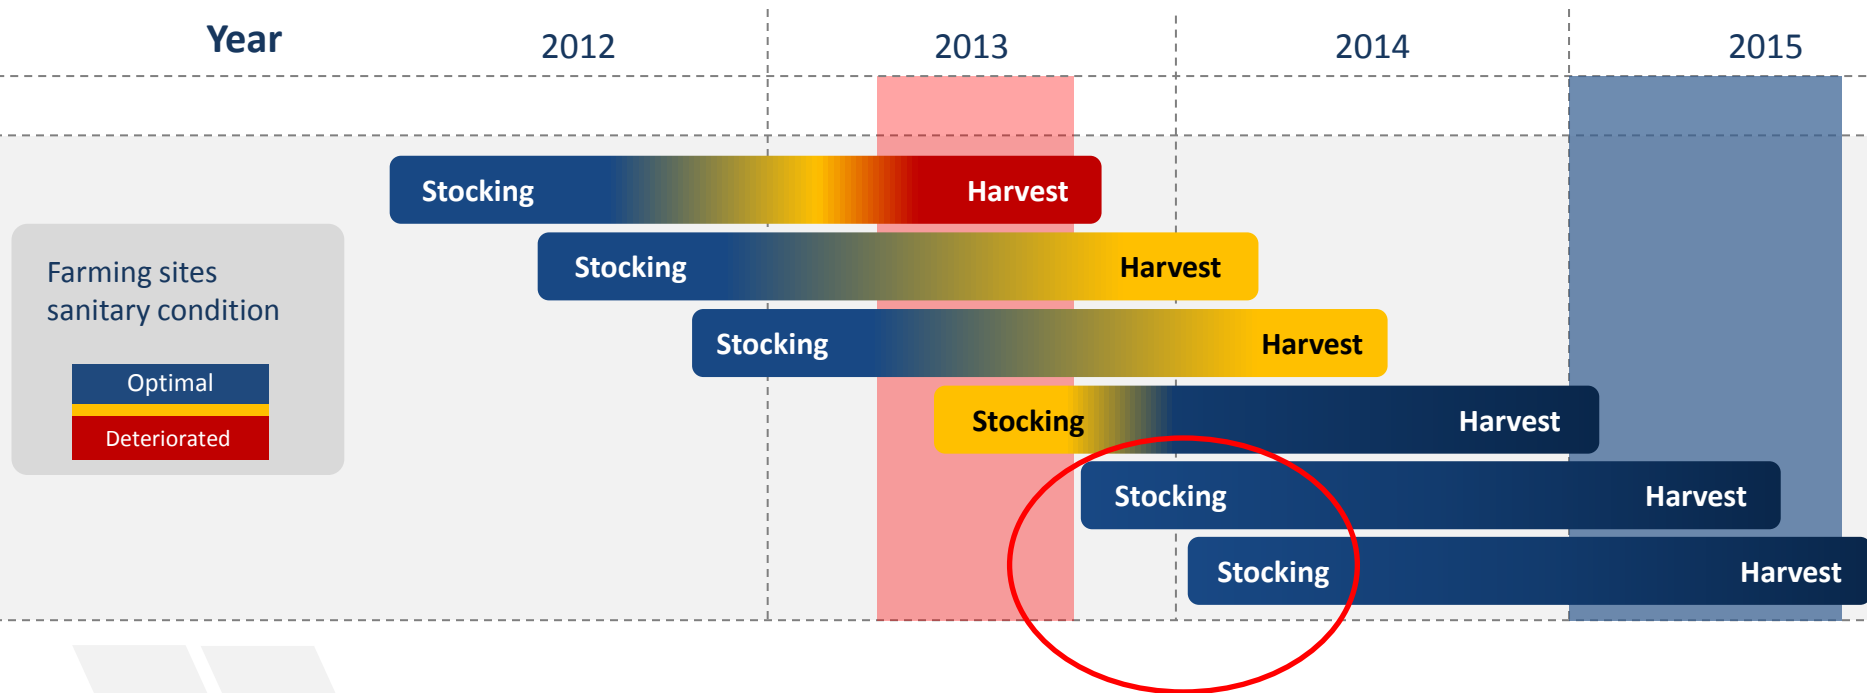 Year
2012
2013
2014
2015
Stocking
Harvest
Stocking
Harvest
Farming sites
sanitary condition
Stocking
Harvest
Optimal
Deteriorated
Stocking
Harvest
Stocking
Harvest
Stocking
Harvest